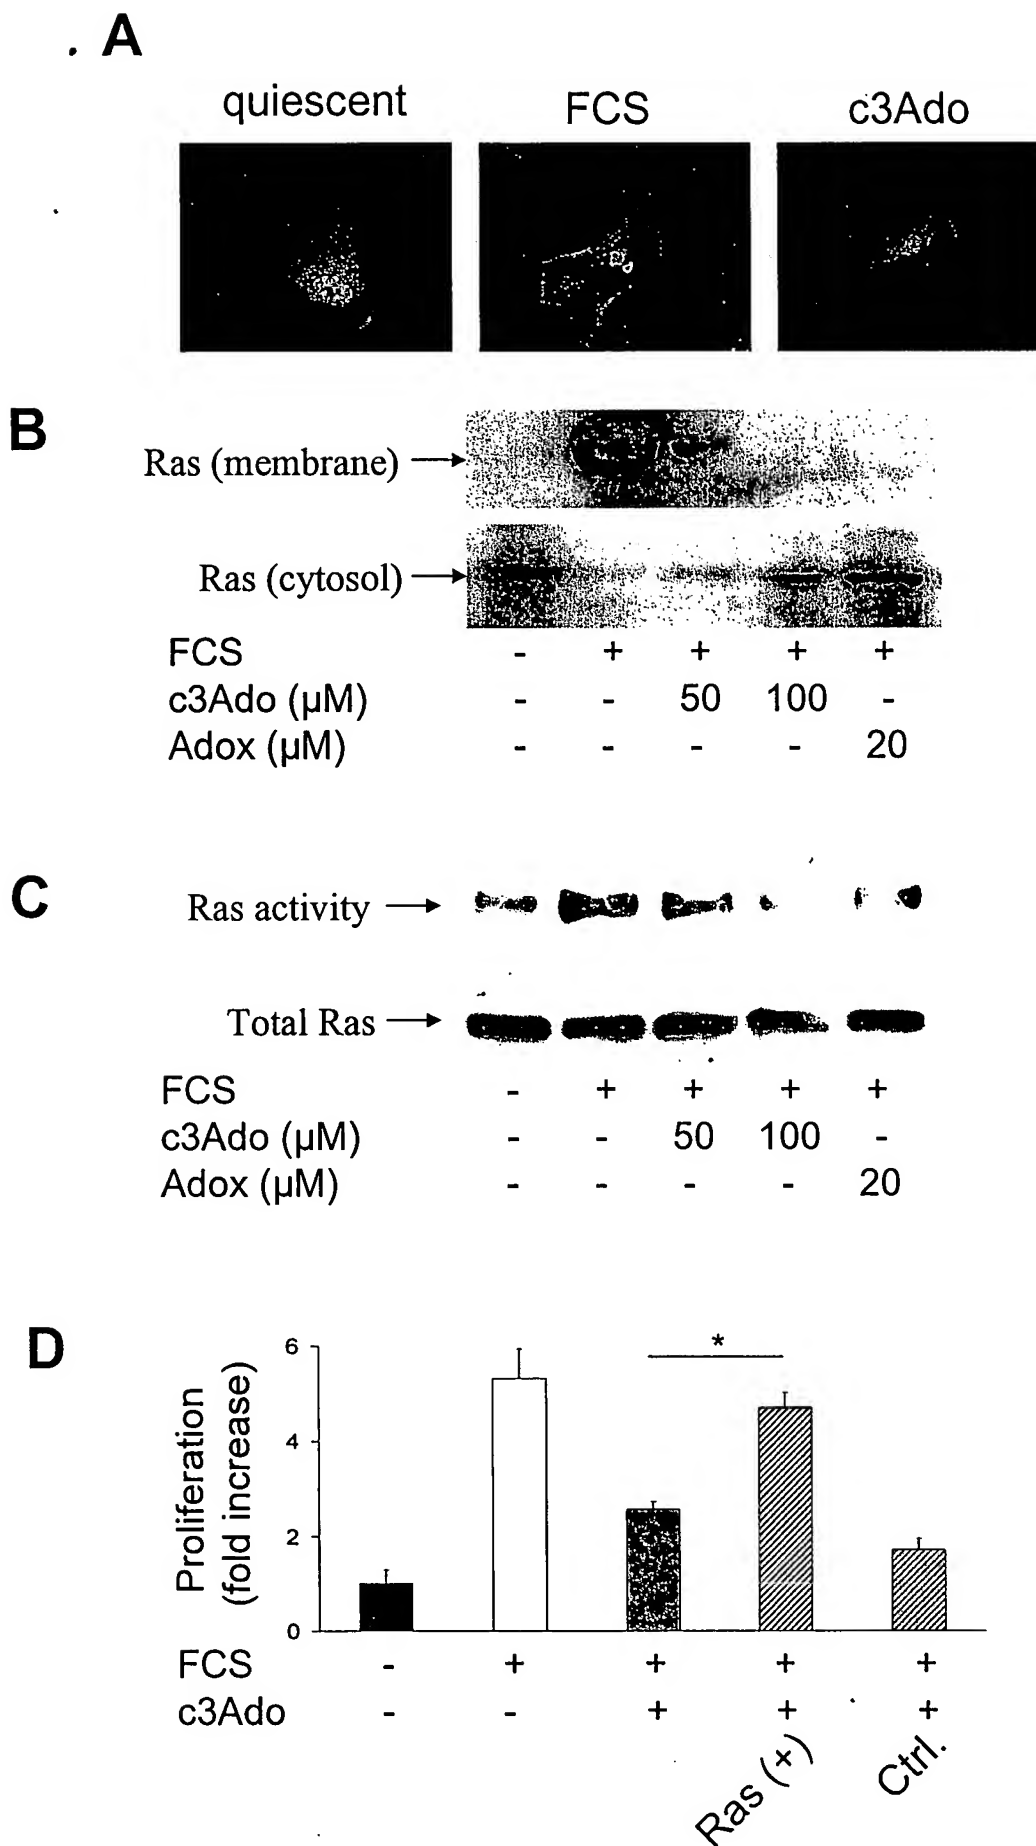 A
quiescent FCS c3Ado
B
Ras (membrane)
Ras (cytosol)
FCS - + + + +
c3Ado (µM) - - 50 100 -
Adox (µM) - - - - 20
C
Ras activity
Total Ras
FCS - + + + +
c3Ado (µM) - - 50 100 -
Adox (µM) - - - - 20
D
Proliferation
(fold increase)
6
4
2
0
*
FCS - + + + +
c3Ado - - + + +
Ras (+)
Ctrl.